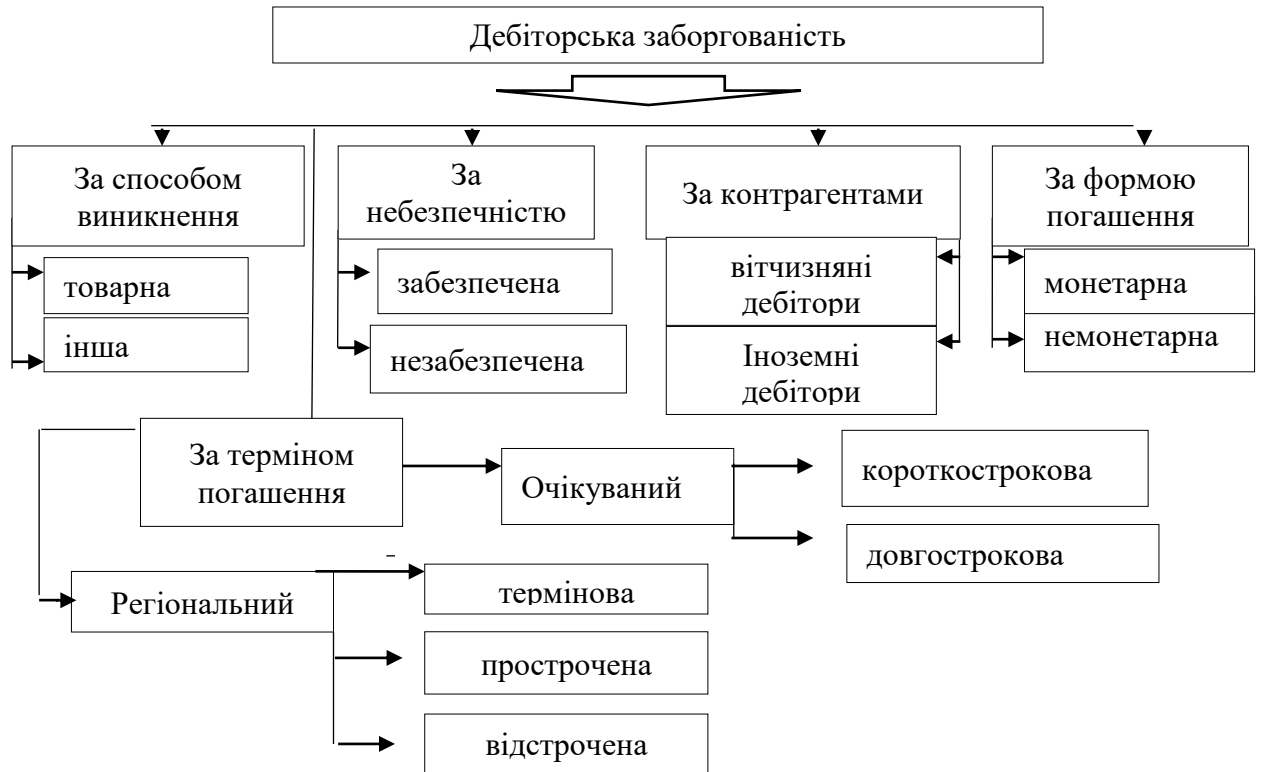 Дебіторська заборгованість
За способом
виникнення
товарна
інша
За
небезпечністю
забезпечена
незабезпечена
За контрагентами
вітчизняні
дебітори
Іноземні
дебітори
За формою
погашення
монетарна
немонетарна
За терміном
погашення
Очікуваний
короткострокова
довгострокова
Регіональний
термінова
прострочена
відстрочена